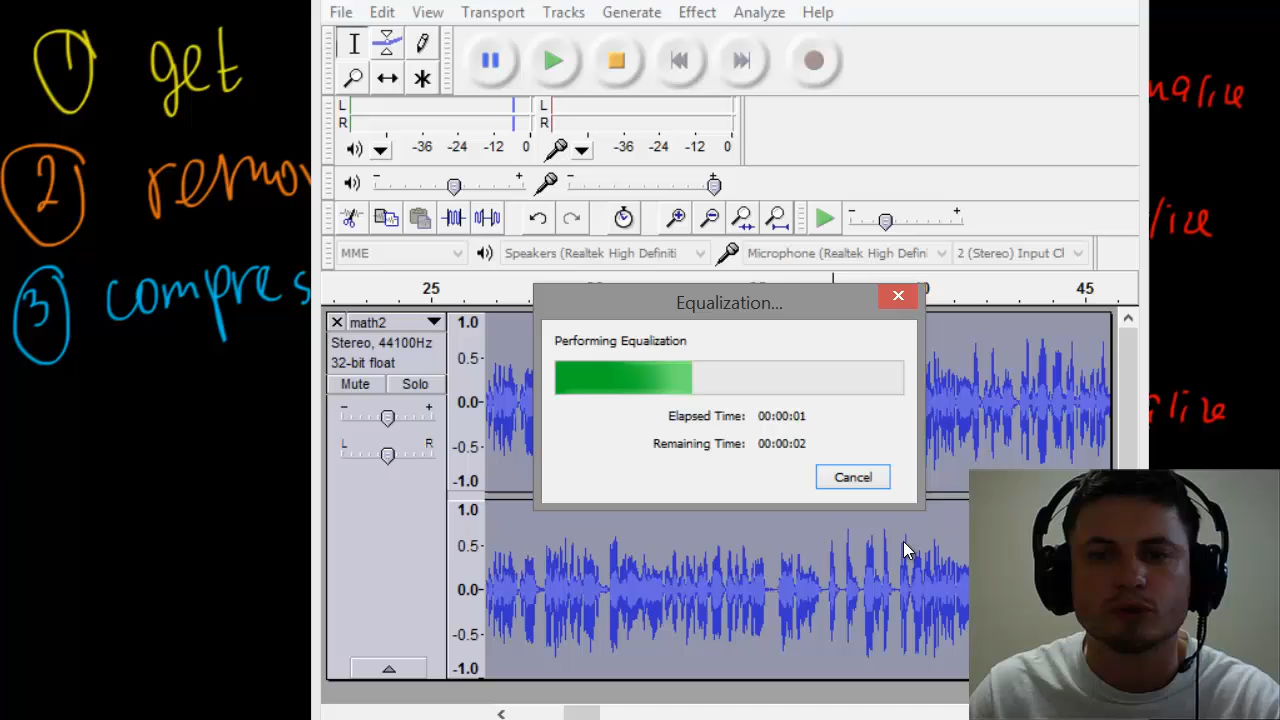 ① get
② remov
③ compres
nalize
lize
lize
File Edit View Transport Tracks Generate Effect Analyze Help
L
R
-36 -24 -12 0
L
R
-36 -24 -12 0
MME
Speakers (Realtek High Definiti
Microphone (Realtek High Defin
2 (Stereo) Input Cl
25 45
math2
Stereo, 44100Hz
32-bit float
Mute Solo
L R
1.0
0.5-
0.0-
-0.5-
-1.0
1.0
0.5-
0.0-
-0.5-
-1.0
Equalization...
Performing Equalization
Elapsed Time: 00:00:01
Remaining Time: 00:00:02
Cancel